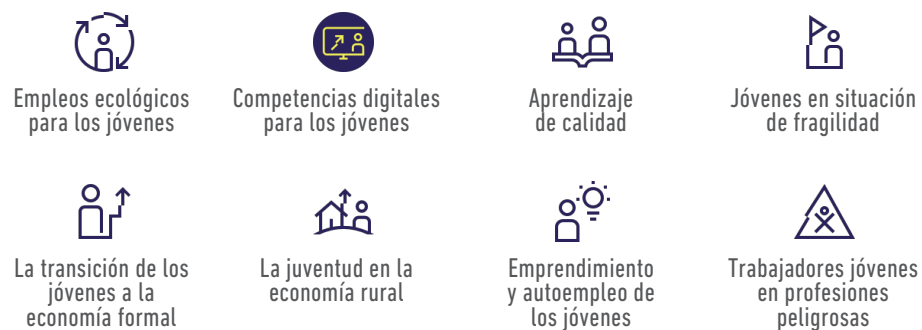 Empleos ecológicos
para los jóvenes
Competencias digitales
para los jóvenes
Aprendizaje
de calidad
Jóvenes en situación
de fragilidad
La transición de los
jóvenes a la
economía formal
La juventud en la
economía rural
Emprendimiento
y autoempleo de
los jóvenes
Trabajadores jóvenes
en profesiones
peligrosas